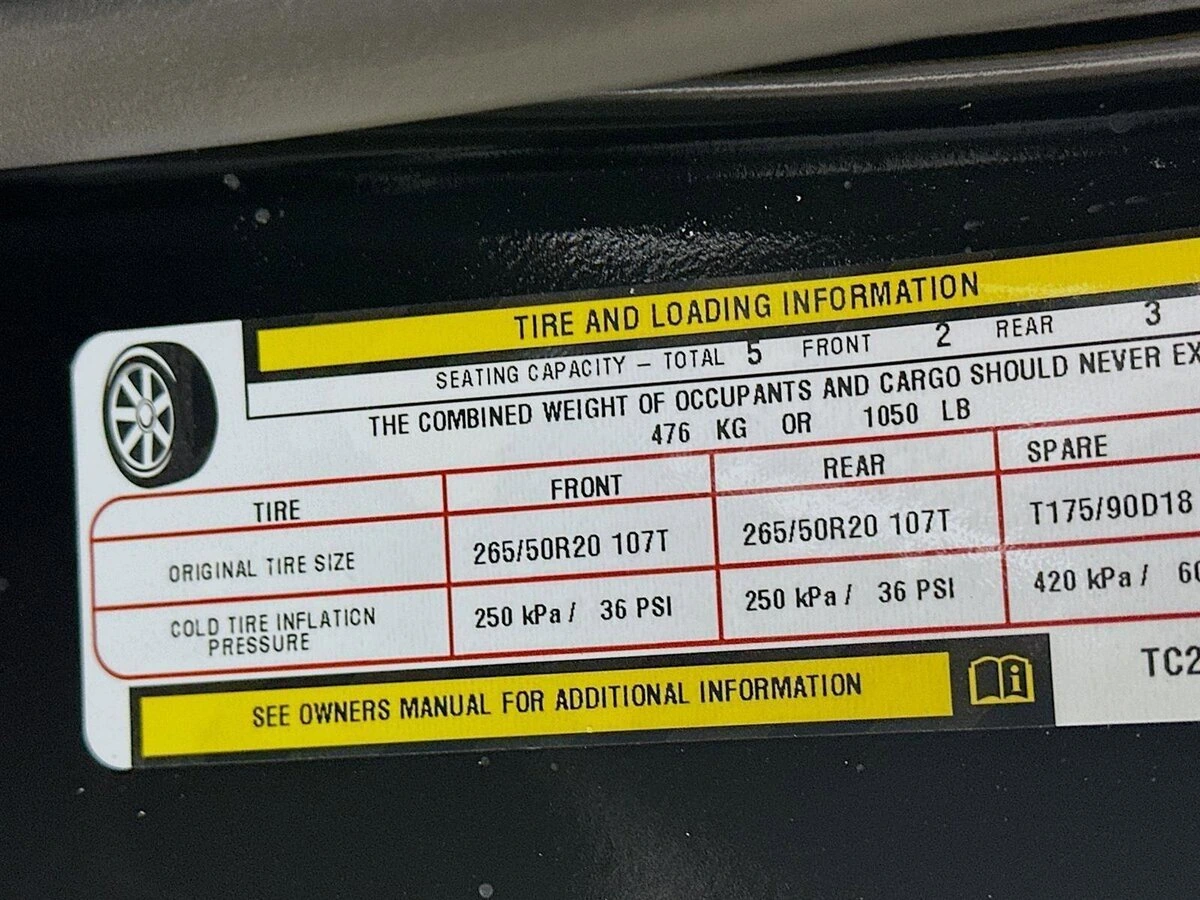 TIRE AND LOADING INFORMATION
SEATING CAPACITY – TOTAL 5 FRONT 2 REAR 3
THE COMBINED WEIGHT OF OCCUPANTS AND CARGO SHOULD NEVER EX
476 KG OR 1050 LB
TIRE FRONT REAR SPARE
ORIGINAL TIRE SIZE 265/50R20 107T 265/50R20 107T T175/90D18
COLD TIRE INFLATION PRESSURE 250 kPa / 36 PSI 250 kPa / 36 PSI 420 kPa / 60
SEE OWNERS MANUAL FOR ADDITIONAL INFORMATION
TC2